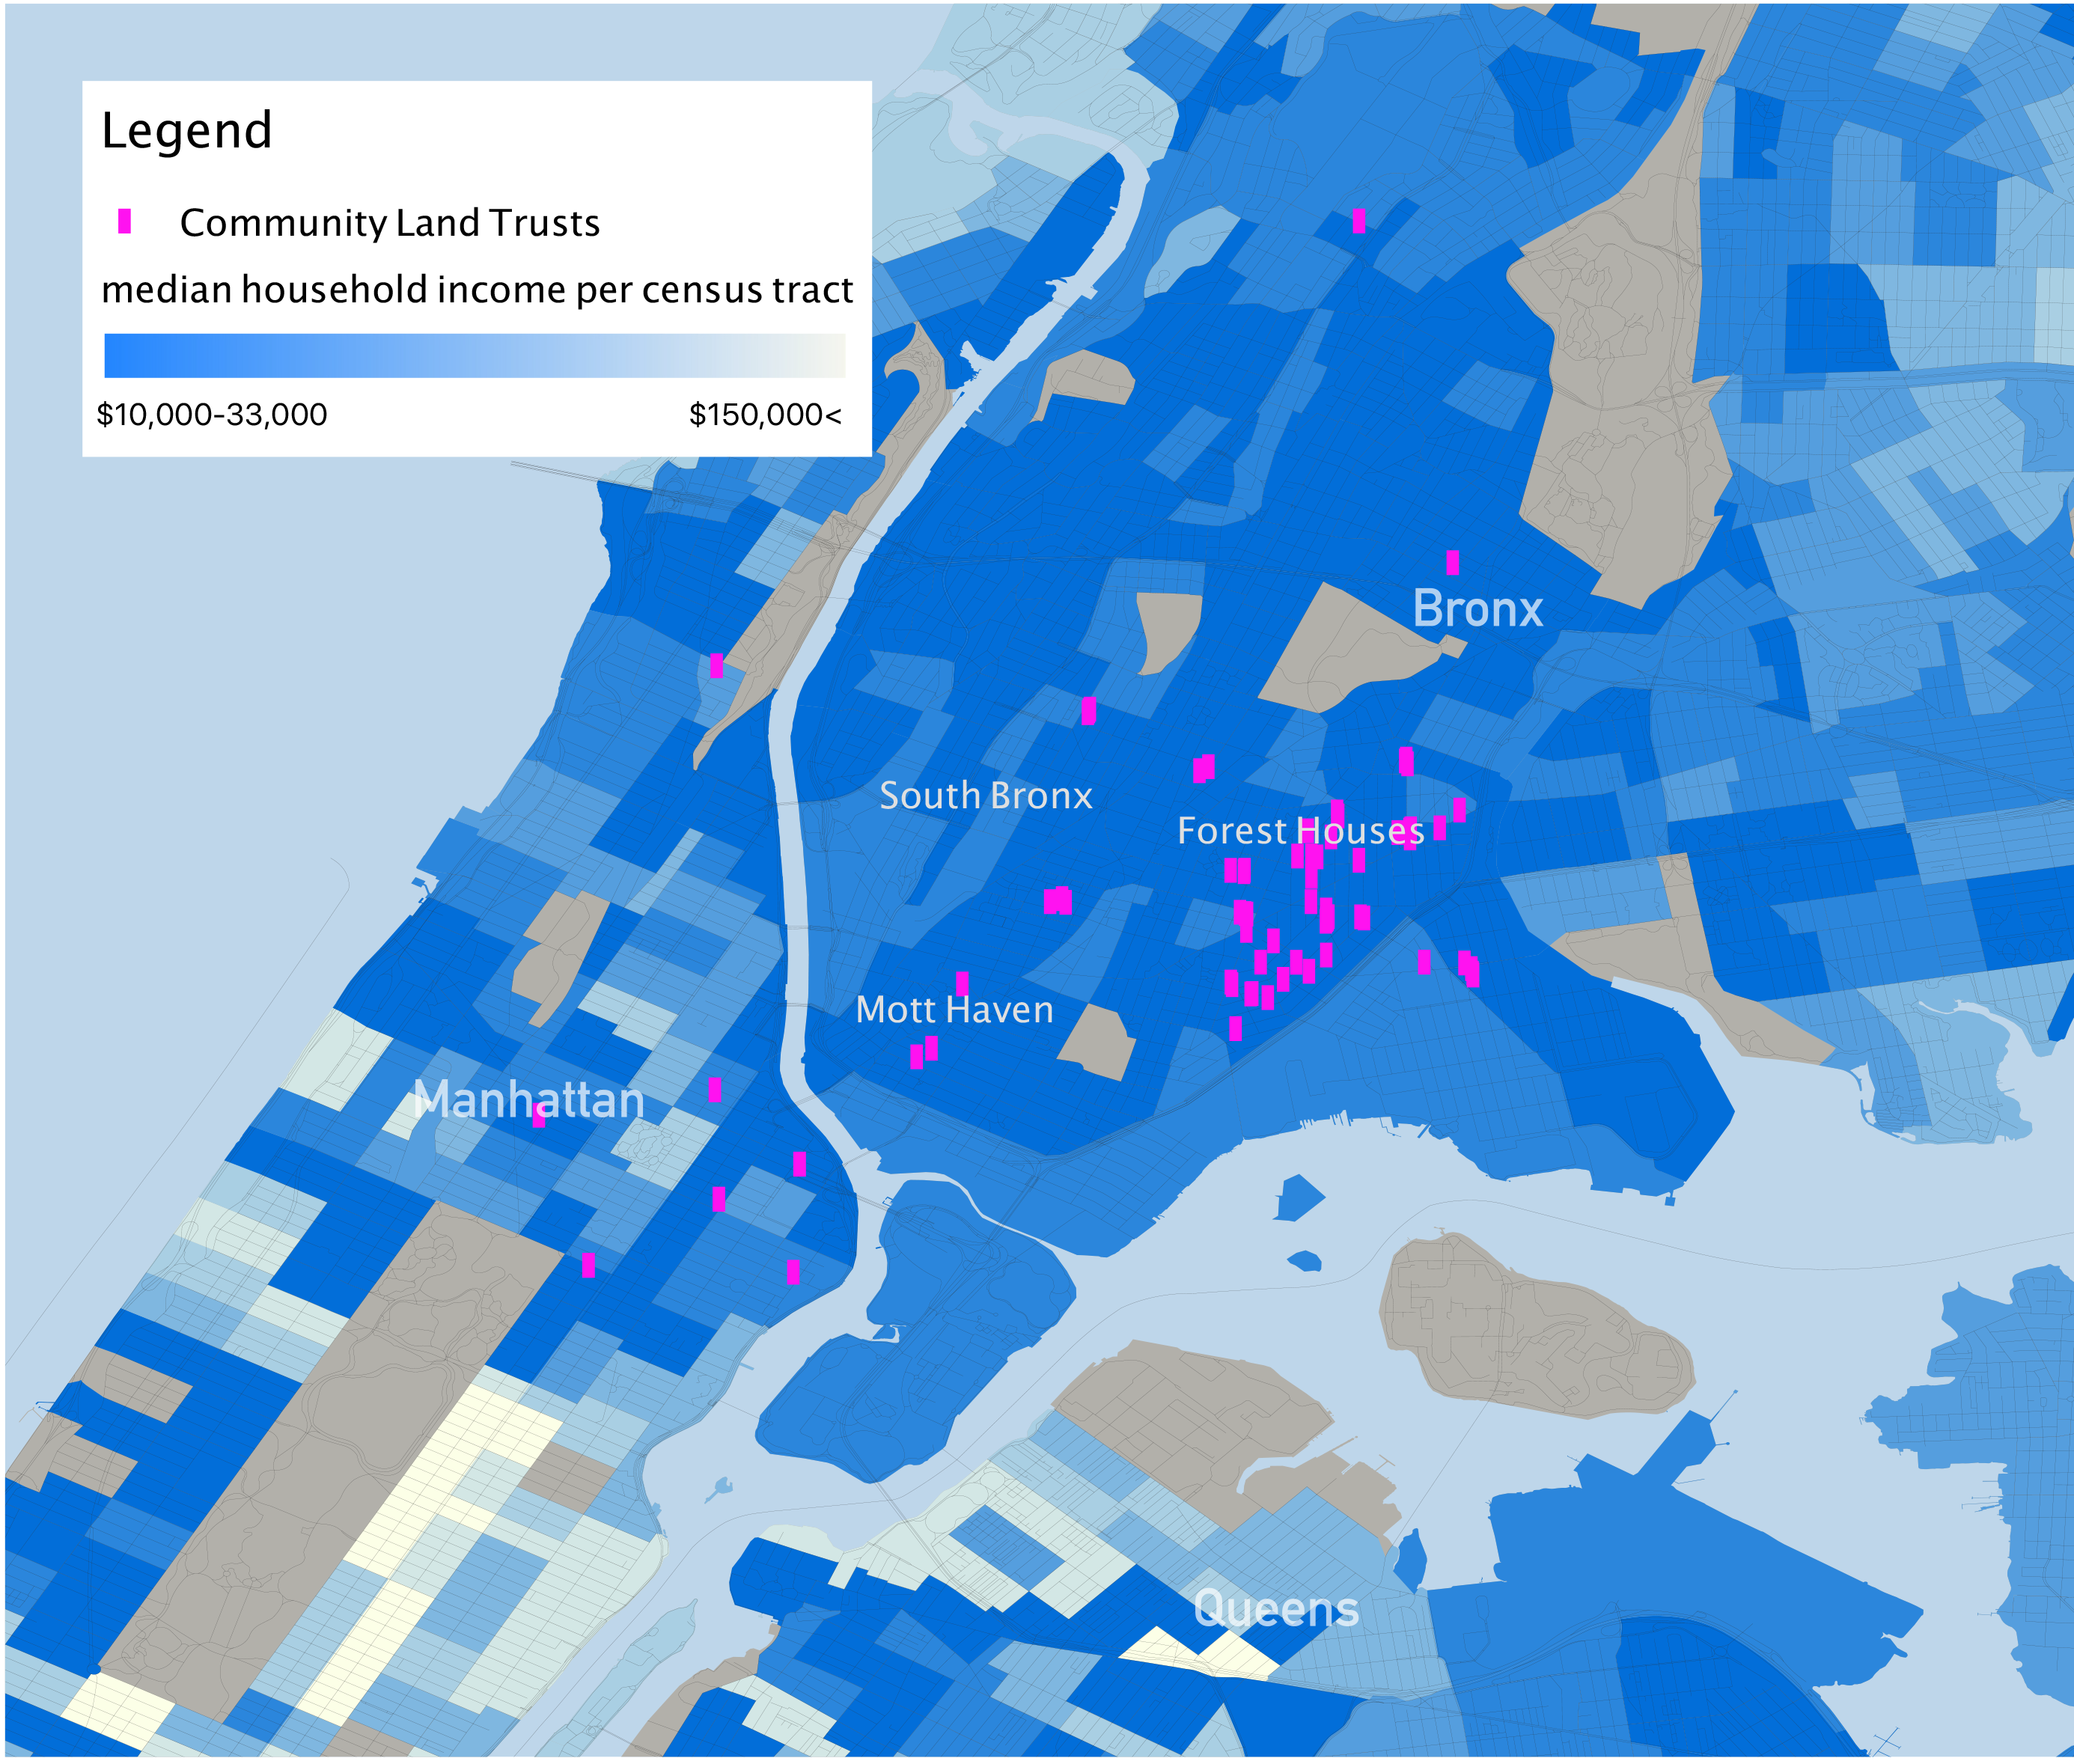 Legend
Community Land Trusts
median household income per census tract
$10,000-33,000
$150,000<
Bronx
South Bronx
Forest Houses
Mott Haven
Manhattan
Queens